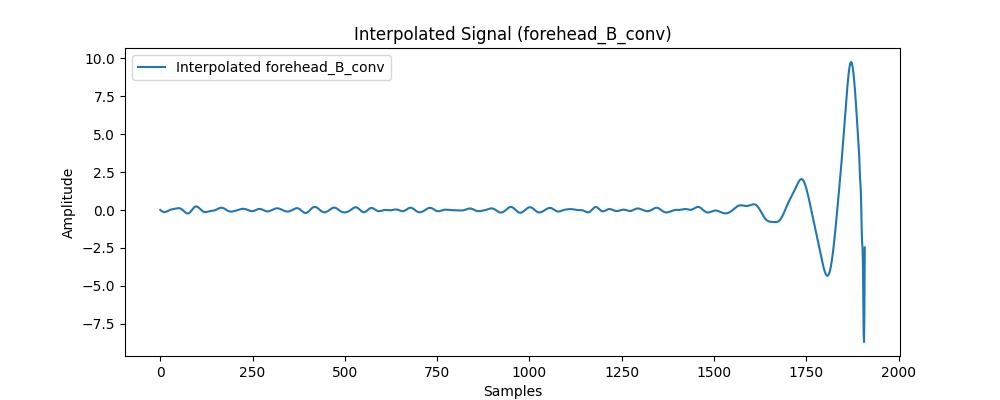 Interpolated Signal (forehead_B_conv)
Interpolated forehead_B_conv
10.0
7.5
5.0
2.5
0.0
−2.5
−5.0
−7.5
Amplitude
0 250 500 750 1000 1250 1500 1750 2000
Samples